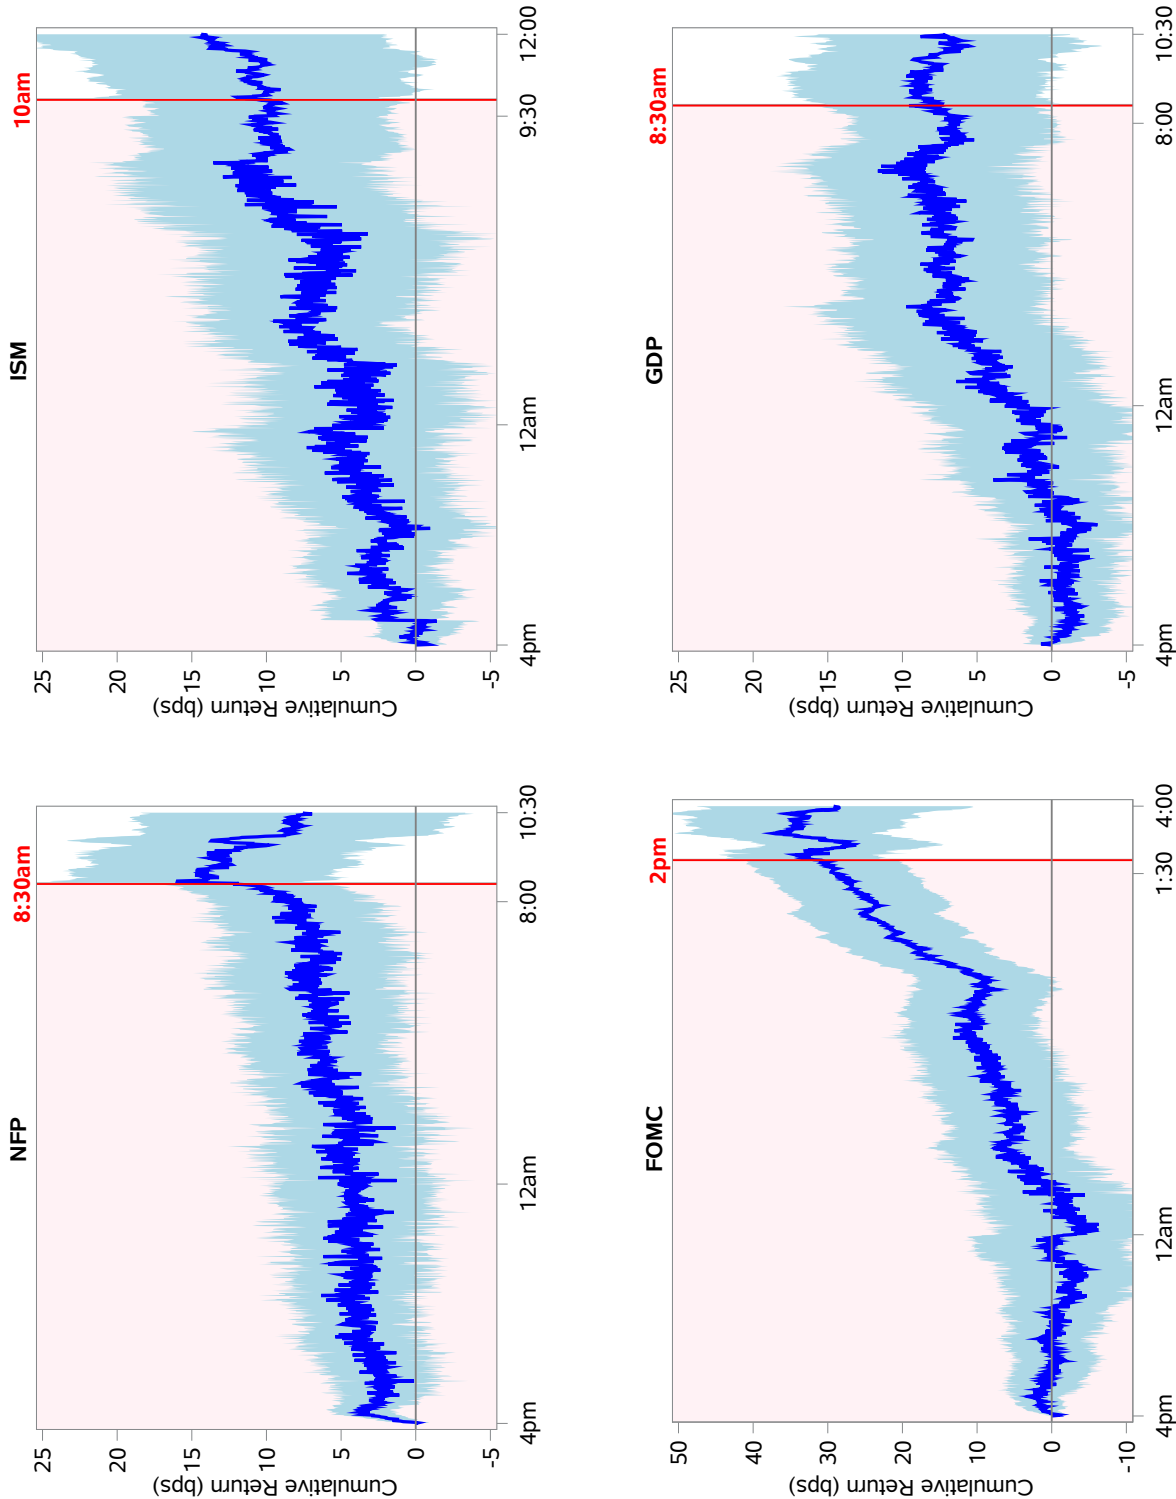 NFP
8:30am
Cumulative Return (bps)
25
20
15
10
5
0
-5
4pm
12am
8:00
10:30
ISM
10am
Cumulative Return (bps)
25
20
15
10
5
0
-5
4pm
12am
9:30
12:00
FOMC
2pm
Cumulative Return (bps)
50
40
30
20
10
0
-10
4pm
12am
1:30
4:00
GDP
8:30am
Cumulative Return (bps)
25
20
15
10
5
0
-5
4pm
12am
8:00
10:30